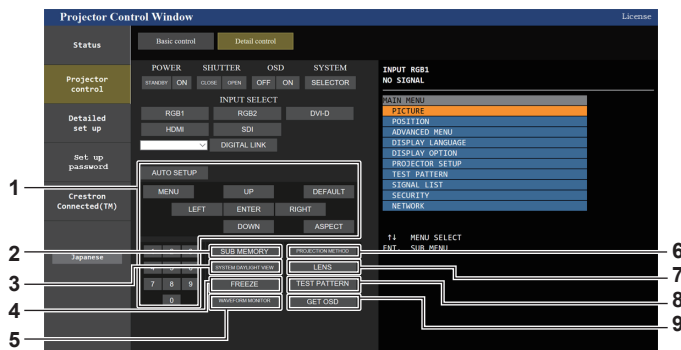 Projector Control Window License
Status
Projector
control
Detailed
set up
Set up
password
Crestron
Connected(TM)
Japanese
Basic control Detail control
POWER SHUTTER OSD SYSTEM
STANDBY ON CLOSE OPEN OFF ON SELECTOR
INPUT SELECT
RGB1 RGB2 DVI-D
HDMI SDI
DIGITAL LINK
AUTO SETUP
MENU UP DEFAULT
LEFT ENTER RIGHT
DOWN ASPECT
SUB MEMORY PROJECTION METHOD
SYSTEM DAYLIGHT VIEW LENS
7 8 9 FREEZE TEST PATTERN
0 WAVEFORM MONITOR GET OSD
INPUT RGB1
NO SIGNAL
MAIN MENU
PICTURE
POSITION
ADVANCED MENU
DISPLAY LANGUAGE
DISPLAY OPTION
PROJECTOR SETUP
TEST PATTERN
SIGNAL LIST
SECURITY
NETWORK
↑↓ MENU SELECT
ENT. SUB MENU
1
2
3
4
5
6
7
8
9